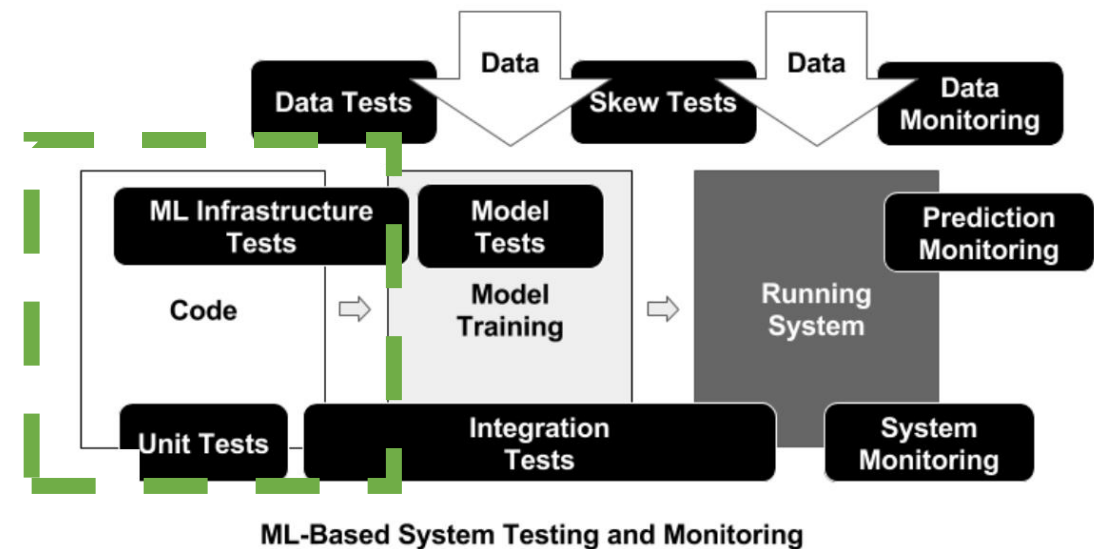 Data
Data
Data Tests
Skew Tests
Data
Monitoring
ML Infrastructure
Tests
Model
Tests
Prediction
Monitoring
Code
Model
Training
Running
System
Unit Tests
Integration
Tests
System
Monitoring
ML-Based System Testing and Monitoring